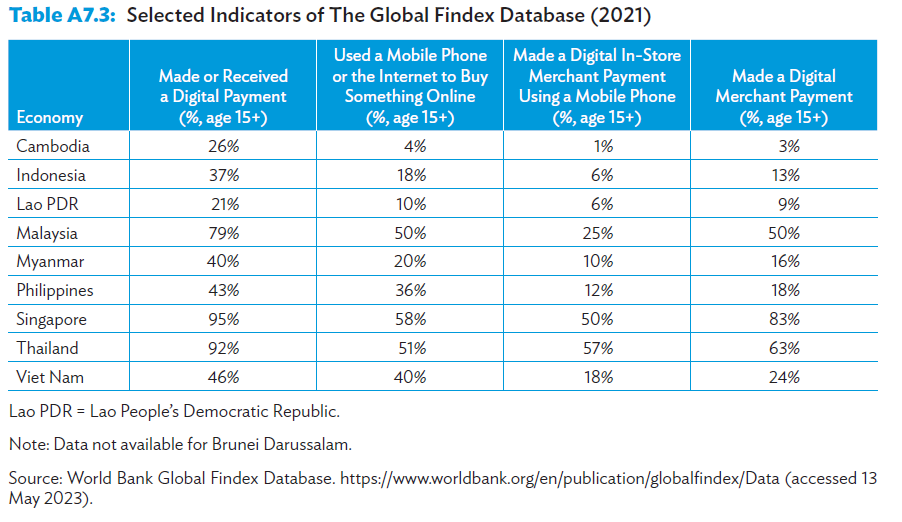 Table A7.3: Selected Indicators of The Global Findex Database (2021)
Economy
Made or Received
a Digital Payment
(%, age 15+)
Used a Mobile Phone
or the Internet to Buy
Something Online
(%, age 15+)
Made a Digital In-Store
Merchant Payment
Using a Mobile Phone
(%, age 15+)
Made a Digital
Merchant Payment
(%, age 15+)
Cambodia 26% 4% 1% 3%
Indonesia 37% 18% 6% 13%
Lao PDR 21% 10% 6% 9%
Malaysia 79% 50% 25% 50%
Myanmar 40% 20% 10% 16%
Philippines 43% 36% 12% 18%
Singapore 95% 58% 50% 83%
Thailand 92% 51% 57% 63%
Viet Nam 46% 40% 18% 24%
Lao PDR = Lao People’s Democratic Republic.
Note: Data not available for Brunei Darussalam.
Source: World Bank Global Findex Database. https://www.worldbank.org/en/publication/globalfindex/Data (accessed 13
May 2023).